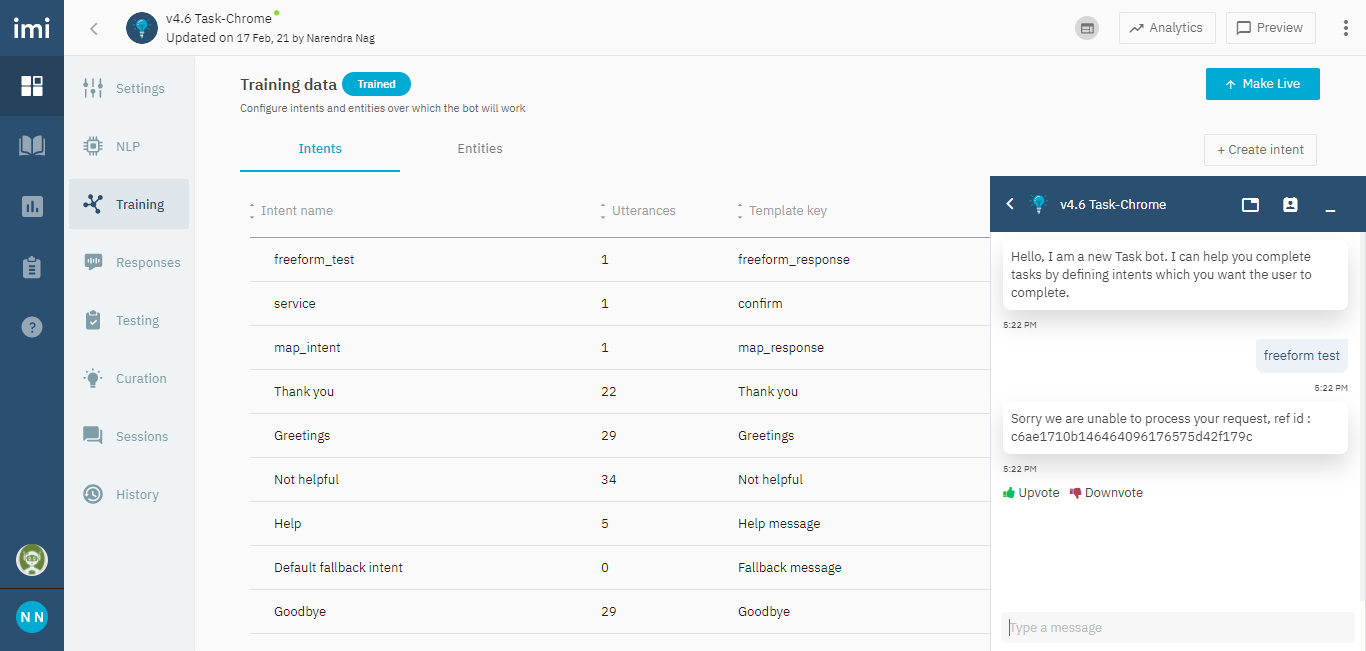 imi
v4.6 Task-Chrome
Updated on 17 Feb, 21 by Narendra Nag
Analytics
Preview
Settings
NLP
Training
Responses
Testing
Curation
Sessions
History
N N
Training data Trained
Configure intents and entities over which the bot will work
Make Live
Intents Entities
+ Create intent
Intent name Utterances Template key
freeform_test 1 freeform_response
service 1 confirm
map_intent 1 map_response
Thank you 22 Thank you
Greetings 29 Greetings
Not helpful 34 Not helpful
Help 5 Help message
Default fallback intent 0 Fallback message
Goodbye 29 Goodbye
v4.6 Task-Chrome
Hello, I am a new Task bot. I can help you complete
tasks by defining intents which you want the user to
complete.
5:22 PM
freeform test
5:22 PM
Sorry we are unable to process your request, ref id :
c6ae1710b146464096176575d42f179c
5:22 PM
Upvote Downvote
Type a message